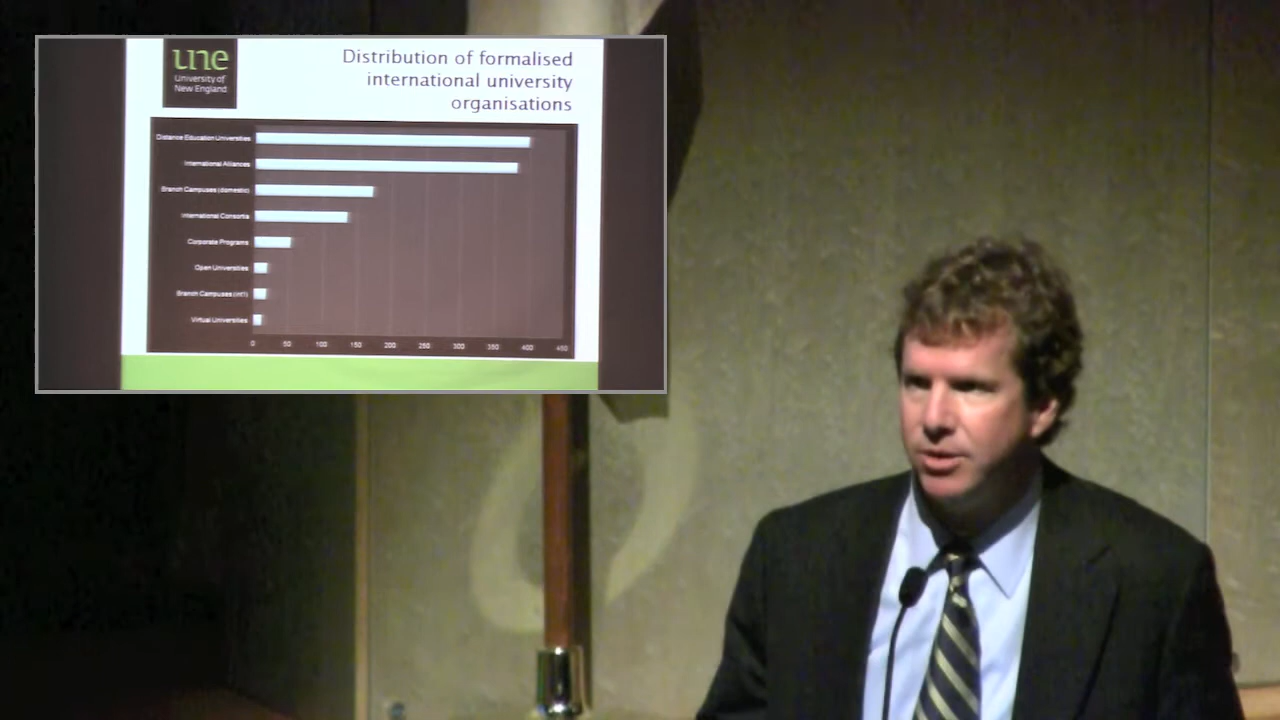 une
University of
New England
Distribution of formalised
international university
organisations
Distance Education Universities
International Alliances
Branch Campuses (domestic)
International Consortia
Corporate Programs
Open Universities
Branch Campuses (int'l)
Virtual Universities
0 50 100 150 200 250 300 350 400 450